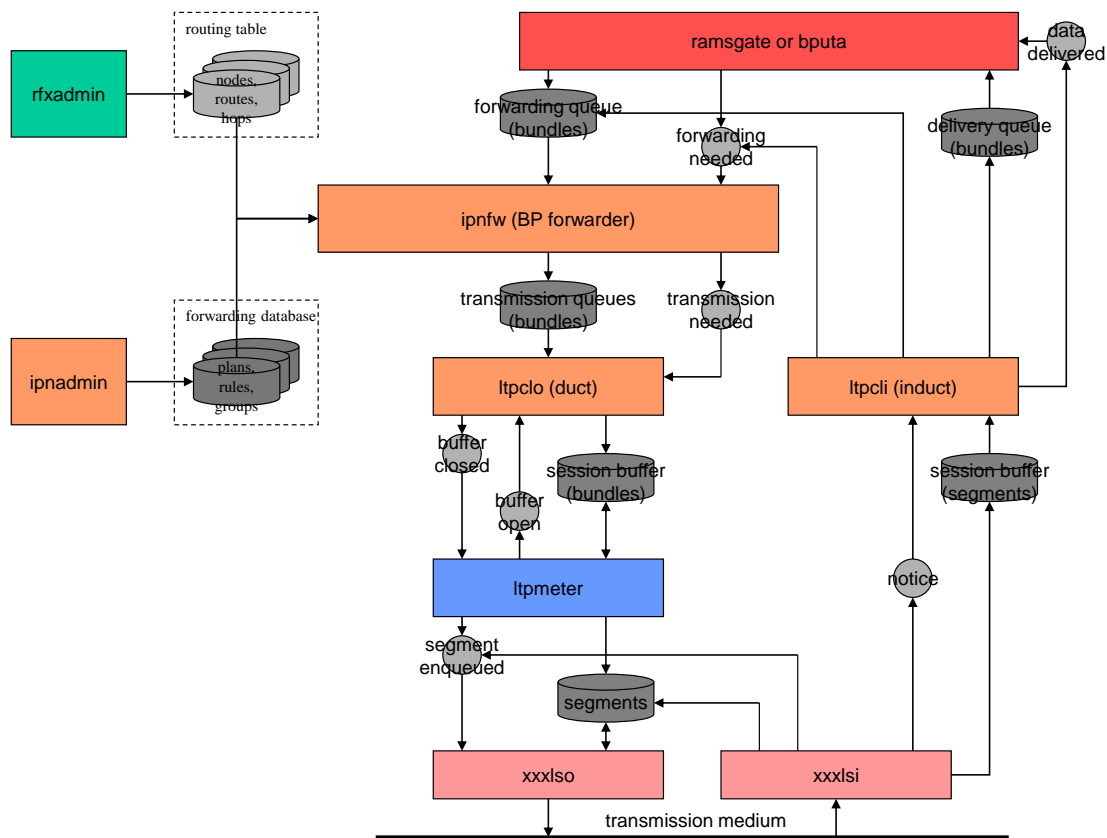 routing table
nodes,
routes,
hops
rfxadmin
ramsgate or bputa
data
delivered
forwarding queue
(bundles)
forwarding
needed
delivery queue
(bundles)
ipnfw (BP forwarder)
transmission queues
(bundles)
transmission
needed
forwarding database
plans,
rules,
groups
ipnadmin
ltpclo (duct)
ltpcli (induct)
buffer
closed
buffer
open
session buffer
(bundles)
session buffer
(segments)
ltpmeter
notice
segment
enqueued
segments
xxxlso
xxxlsi
transmission medium